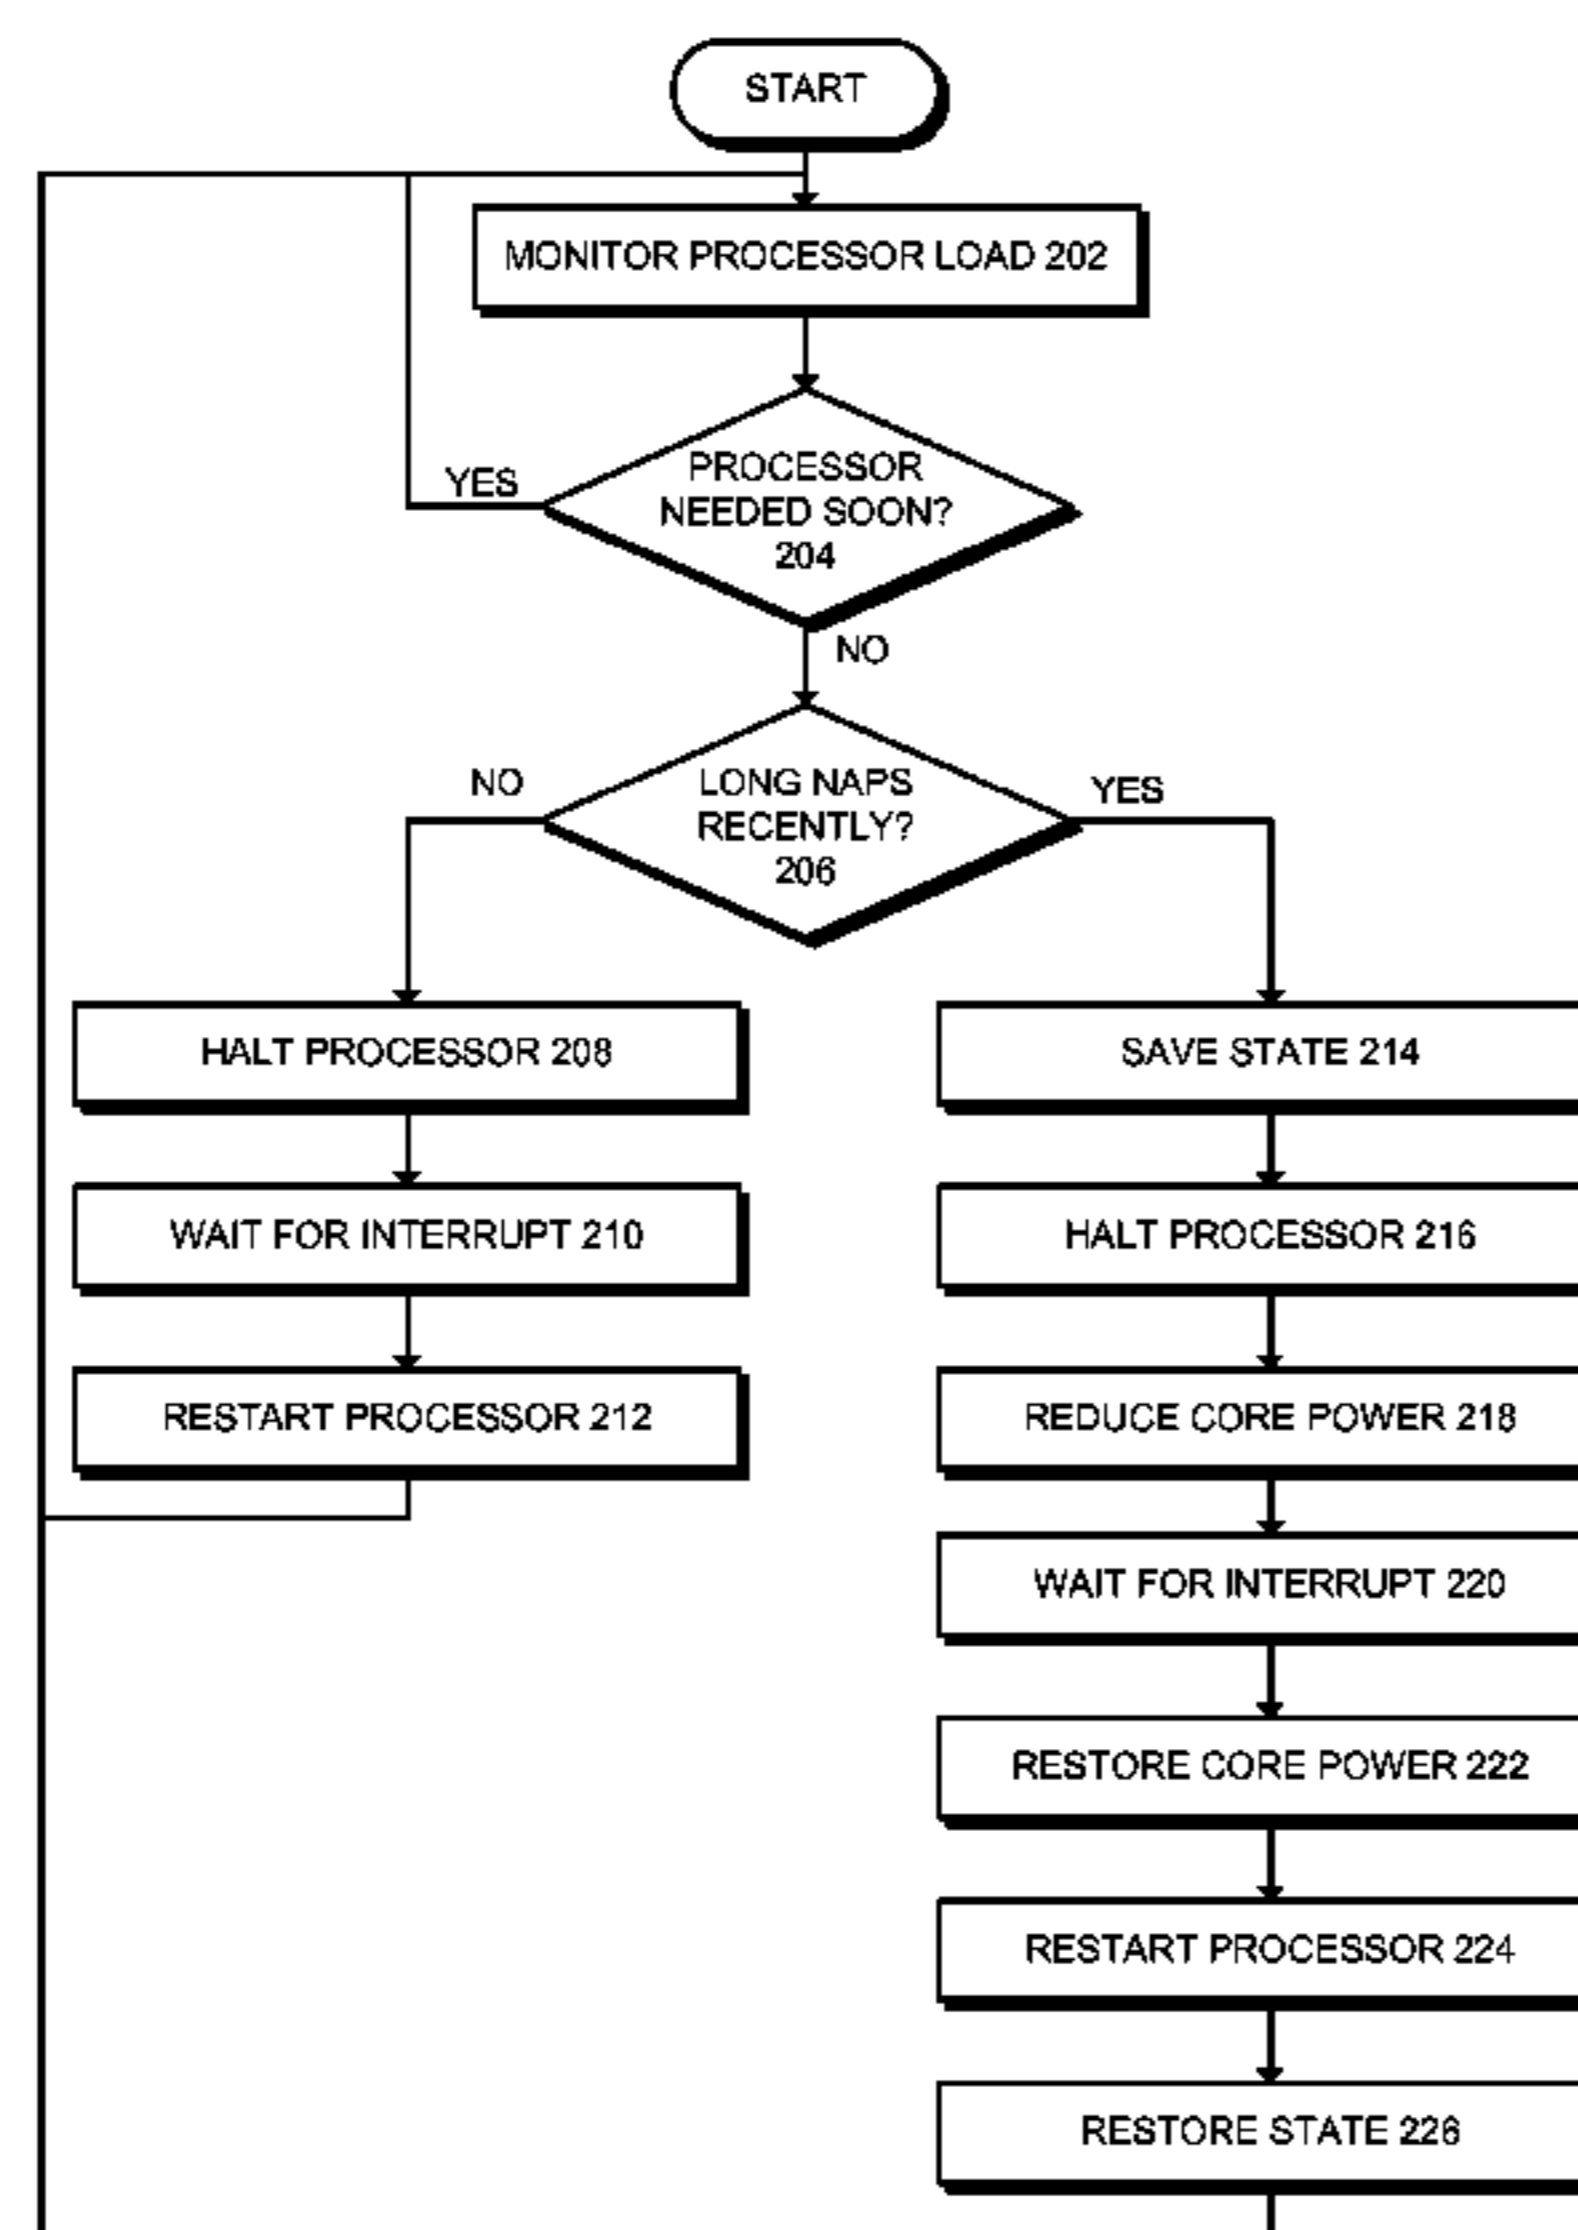 START
MONITOR PROCESSOR LOAD 202
PROCESSOR
NEEDED SOON?
204
YES
NO
LONG NAPS
RECENTLY?
206
NO
YES
HALT PROCESSOR 208
WAIT FOR INTERRUPT 210
RESTART PROCESSOR 212
SAVE STATE 214
HALT PROCESSOR 216
REDUCE CORE POWER 218
WAIT FOR INTERRUPT 220
RESTORE CORE POWER 222
RESTART PROCESSOR 224
RESTORE STATE 226